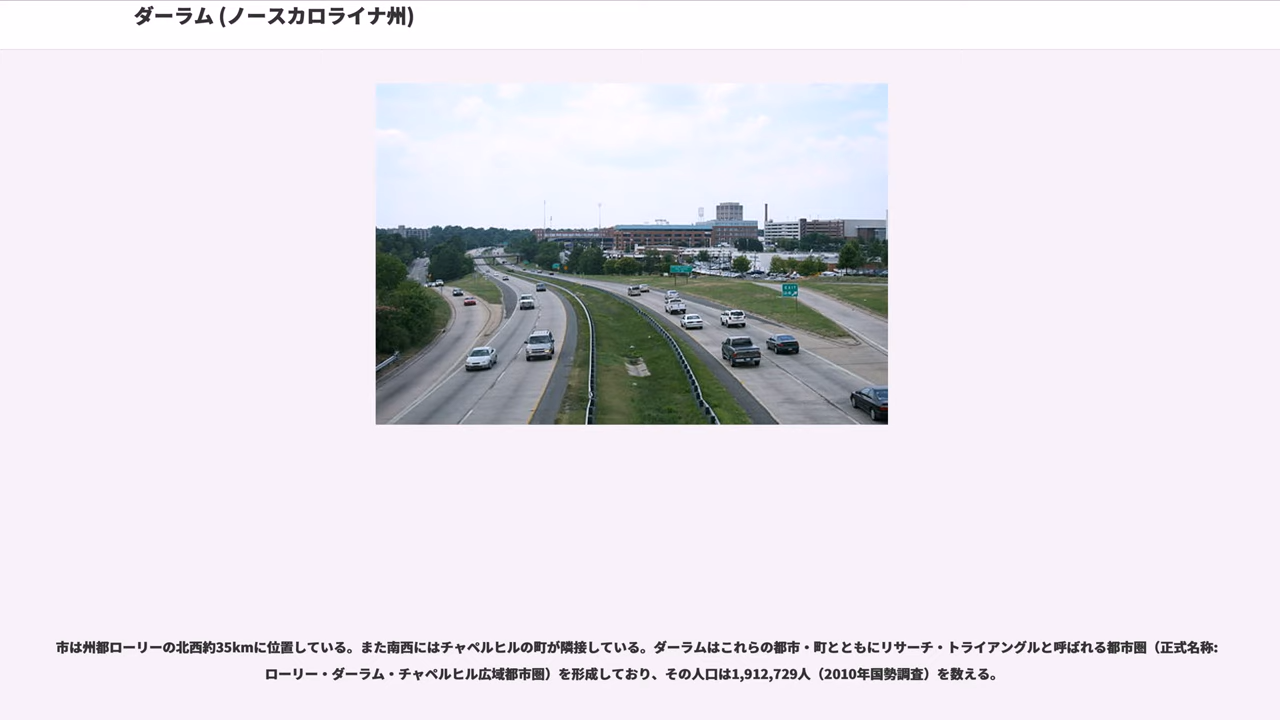 ダーラム (ノースカロライナ州)
EXIT
市は州都ローリーの北西約35kmに位置している。また南西にはチャペルヒルの町が隣接している。ダーラムはこれらの都市・町とともにリサーチ・トライアングルと呼ばれる都市圏（正式名称:
ローリー・ダーラム・チャペルヒル広域都市圏）を形成しており、その人口は1,912,729人（2010年国勢調査）を数える。